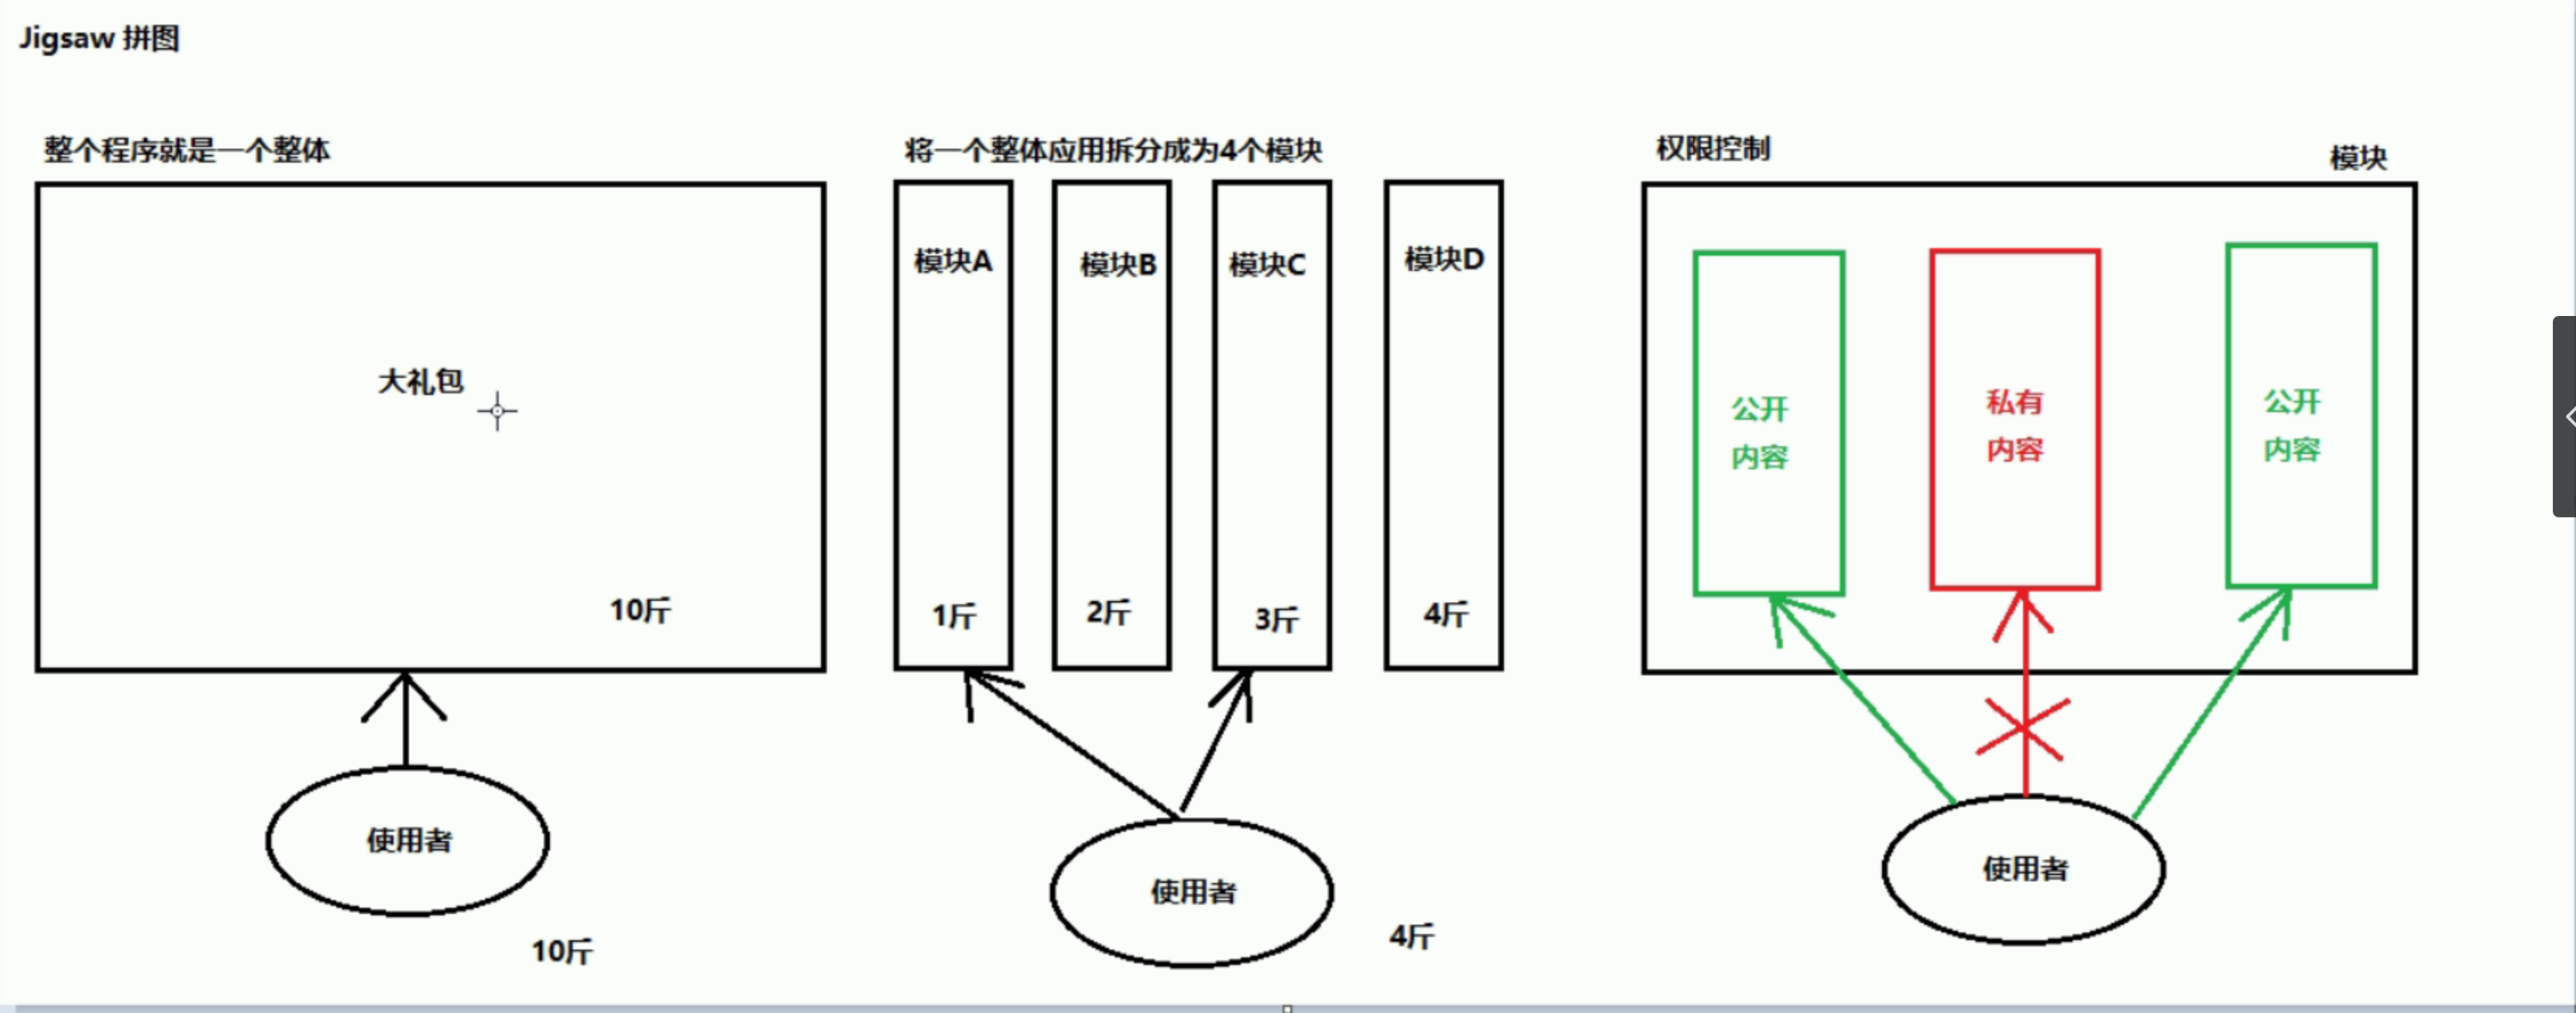 Jigsaw 拼图
整个程序就是一个整体
大礼包
10斤
使用者
10斤
将一个整体应用拆分成为4个模块
模块A
模块B
模块C
模块D
1斤
2斤
3斤
4斤
使用者
4斤
权限控制
模块
公开
内容
私有
内容
公开
内容
使用者